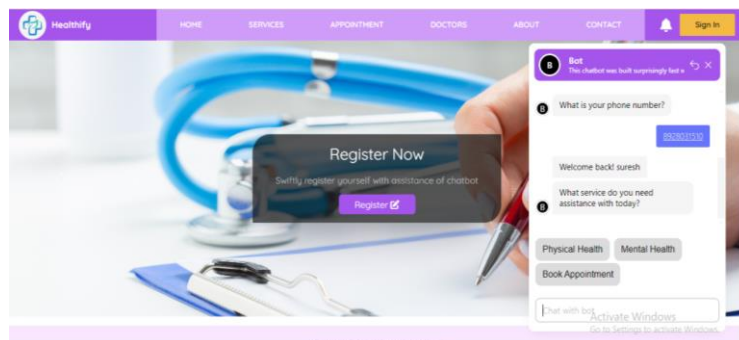 Healthify
HOME
SERVICES
APPOINTMENT
DOCTORS
ABOUT
CONTACT
Sign In
Register Now
Swiftly register yourself with assistance of chatbot
Register
B
Bot
This chatbot was built surprisingly fast w
What is your phone number?
B
8928031510
Welcome back! suresh
What service do you need
assistance with today?
B
Physical Health
Mental Health
Book Appointment
Chat with bot
Activate Windows
Go to Settings to activate Windows.